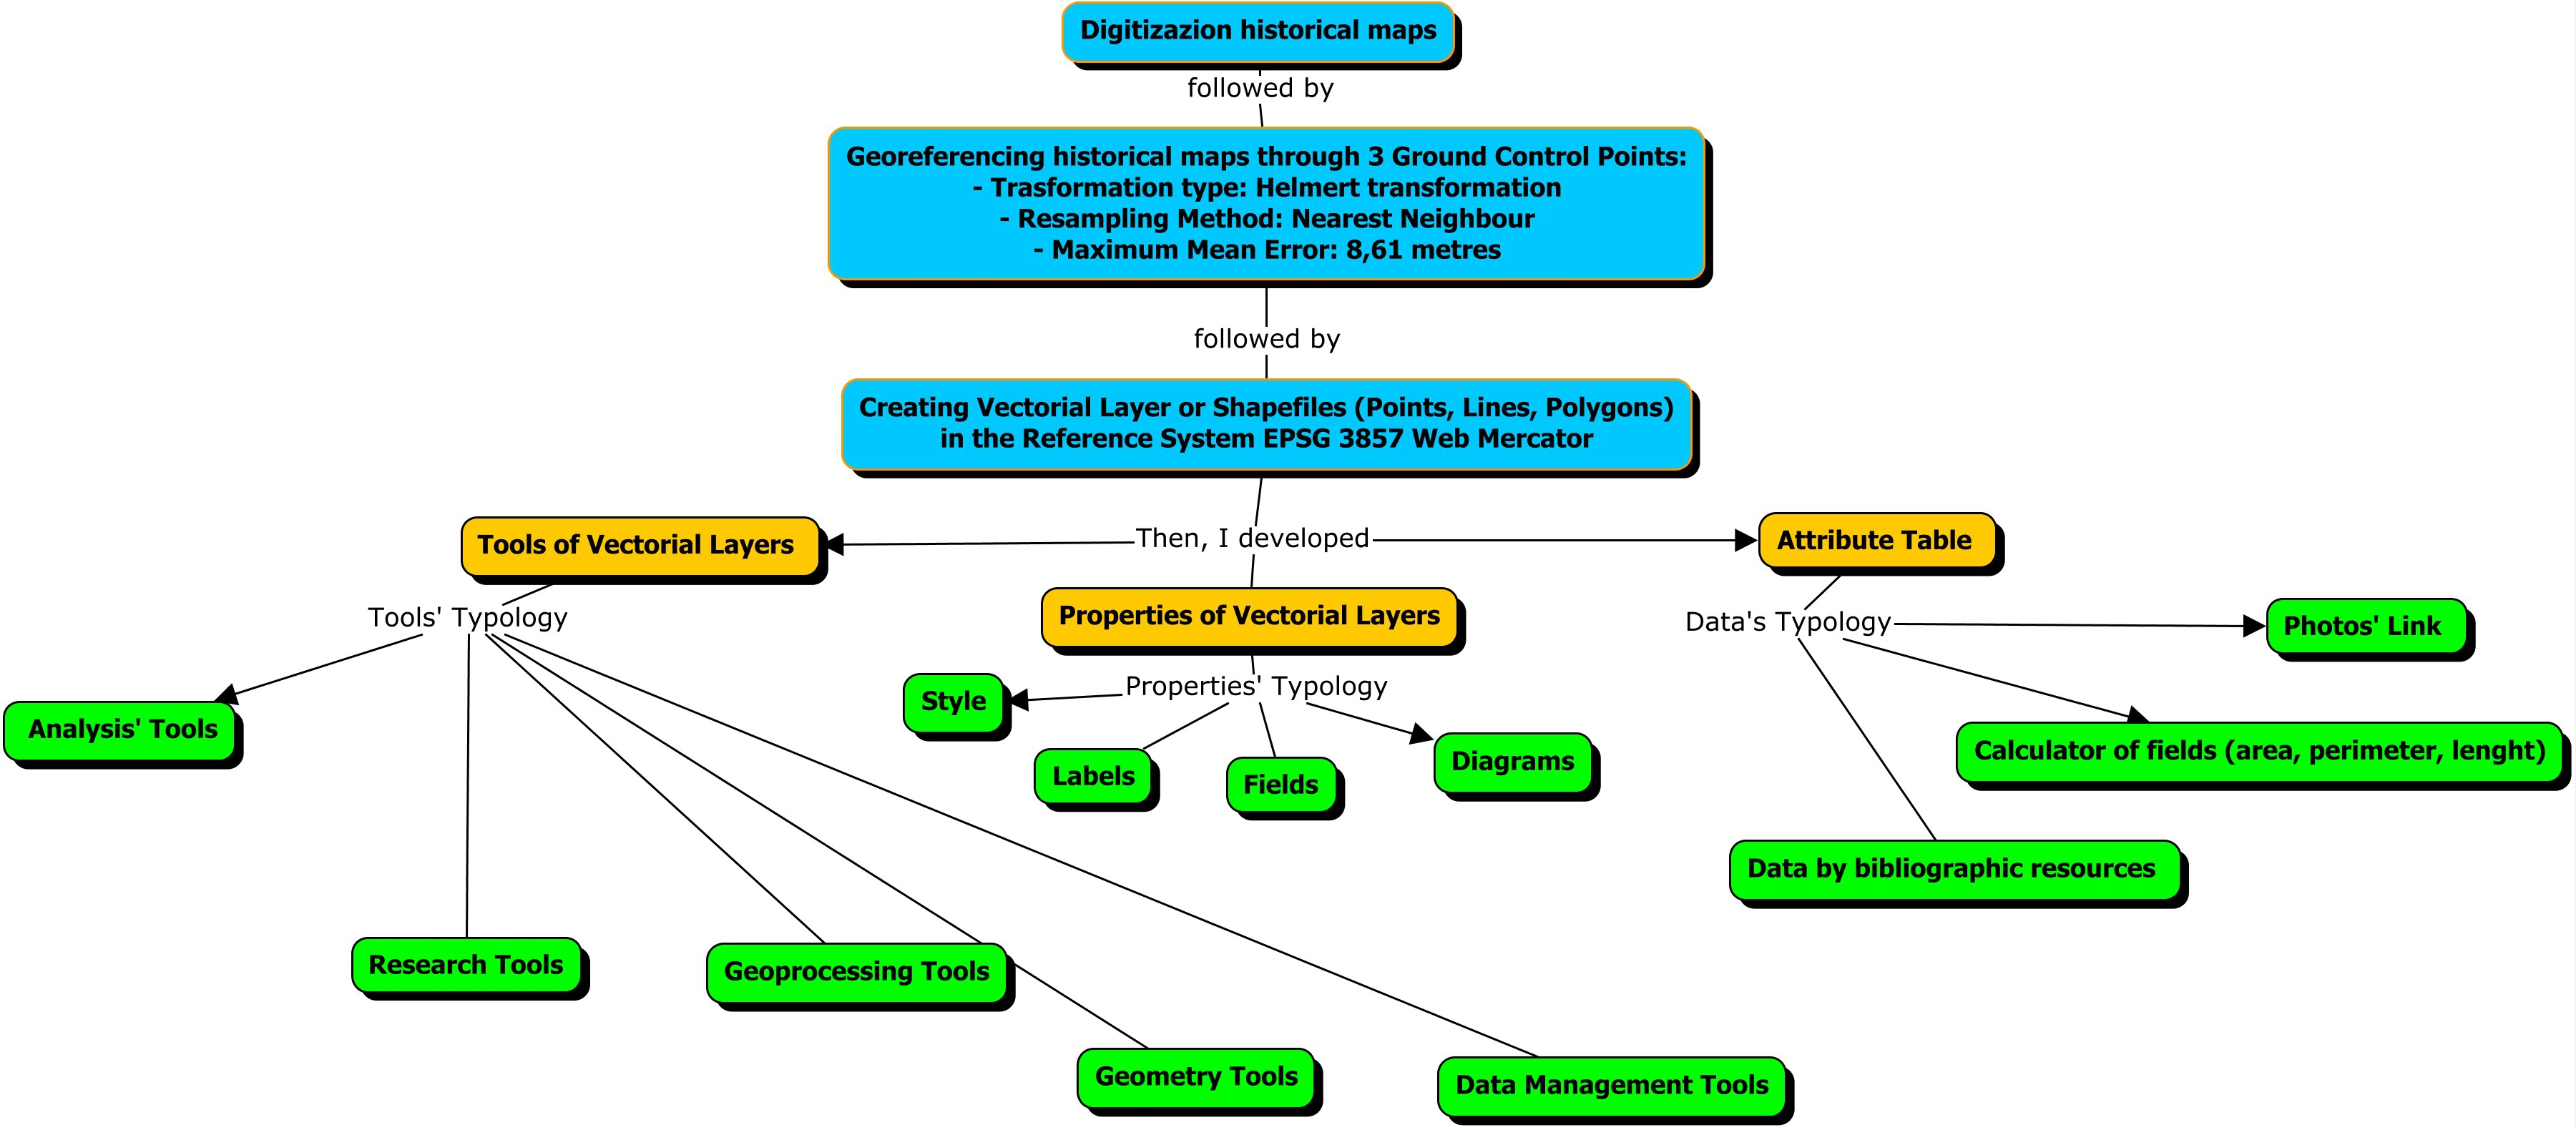 Digitizazion historical maps
followed by
Georeferencing historical maps through 3 Ground Control Points:
- Trasformation type: Helmert transformation
- Resampling Method: Nearest Neighbour
- Maximum Mean Error: 8,61 metres
followed by
Creating Vectorial Layer or Shapefiles (Points, Lines, Polygons)
in the Reference System EPSG 3857 Web Mercator
Tools of Vectorial Layers
Then, I developed
Attribute Table
Tools' Typology
Properties of Vectorial Layers
Data's Typology
Photos' Link
Properties' Typology
Style
Analysis' Tools
Labels
Fields
Diagrams
Calculator of fields (area, perimeter, lenght)
Data by bibliographic resources
Research Tools
Geoprocessing Tools
Geometry Tools
Data Management Tools